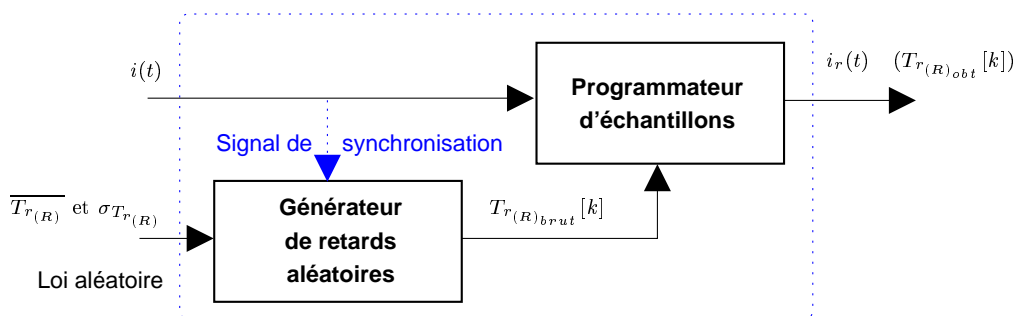 i(t)
Programmateur
d'échantillons
i_r(t) (T_{r_{(R)_{obt}}}[k])
Signal de synchronisation
\overline{T_{r_{(R)}}} et σ_{T_{r_{(R)}}}
Générateur
de retards
aléatoires
T_{r_{(R)_{brut}}}[k]
Loi aléatoire